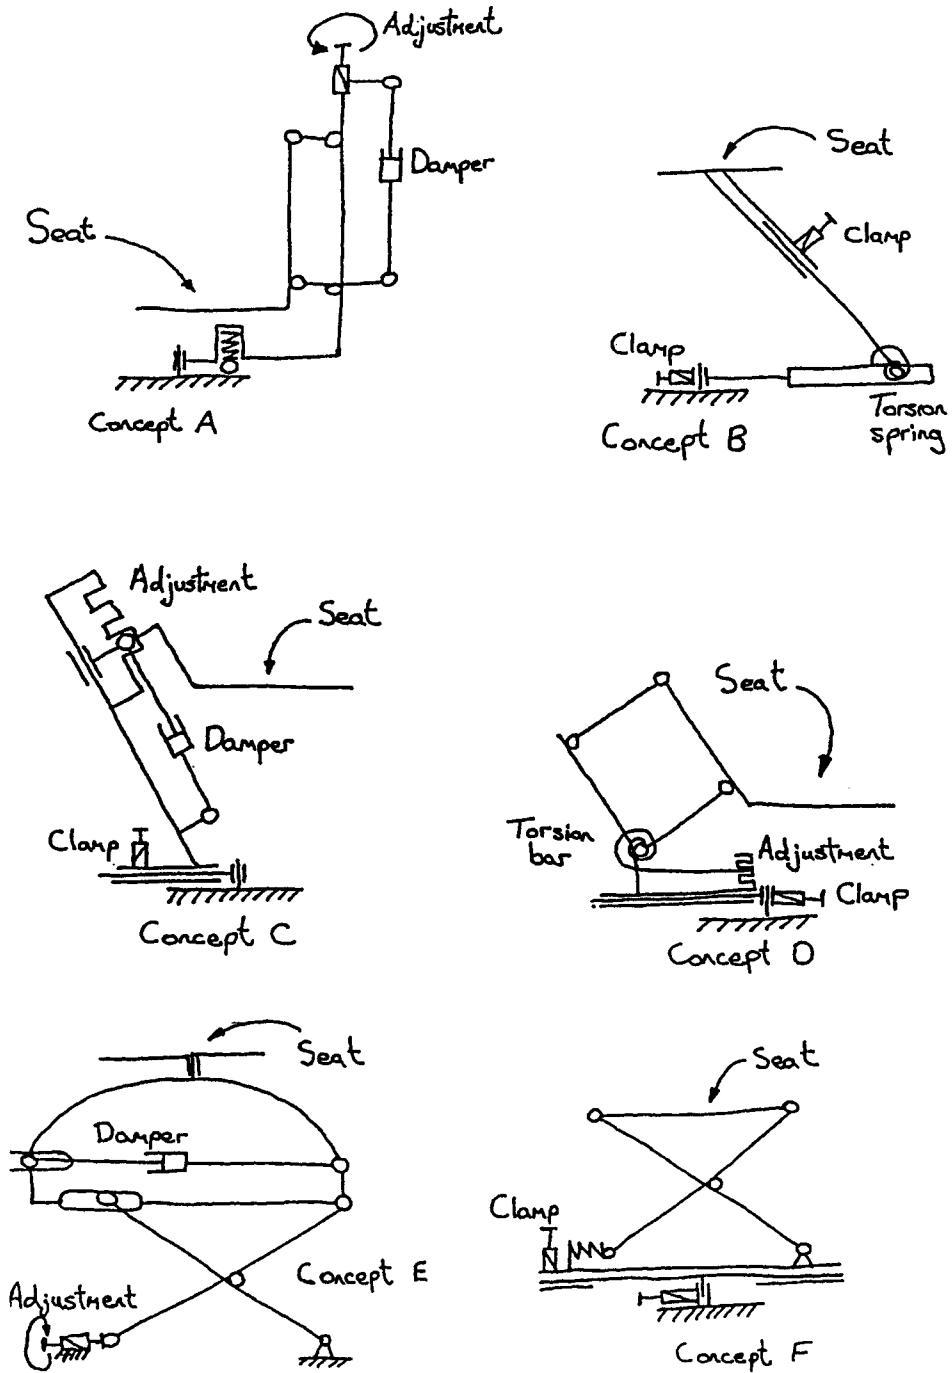 Adjustment
Damper
Seat
Concept A
Seat
Clamp
Clamp
Torsion
spring
Concept B
Adjustment
Seat
Damper
Clamp
Concept C
Seat
Torsion
bar
Adjustment
Clamp
Concept D
Seat
Damper
Concept E
Adjustment
Seat
Clamp
Concept F